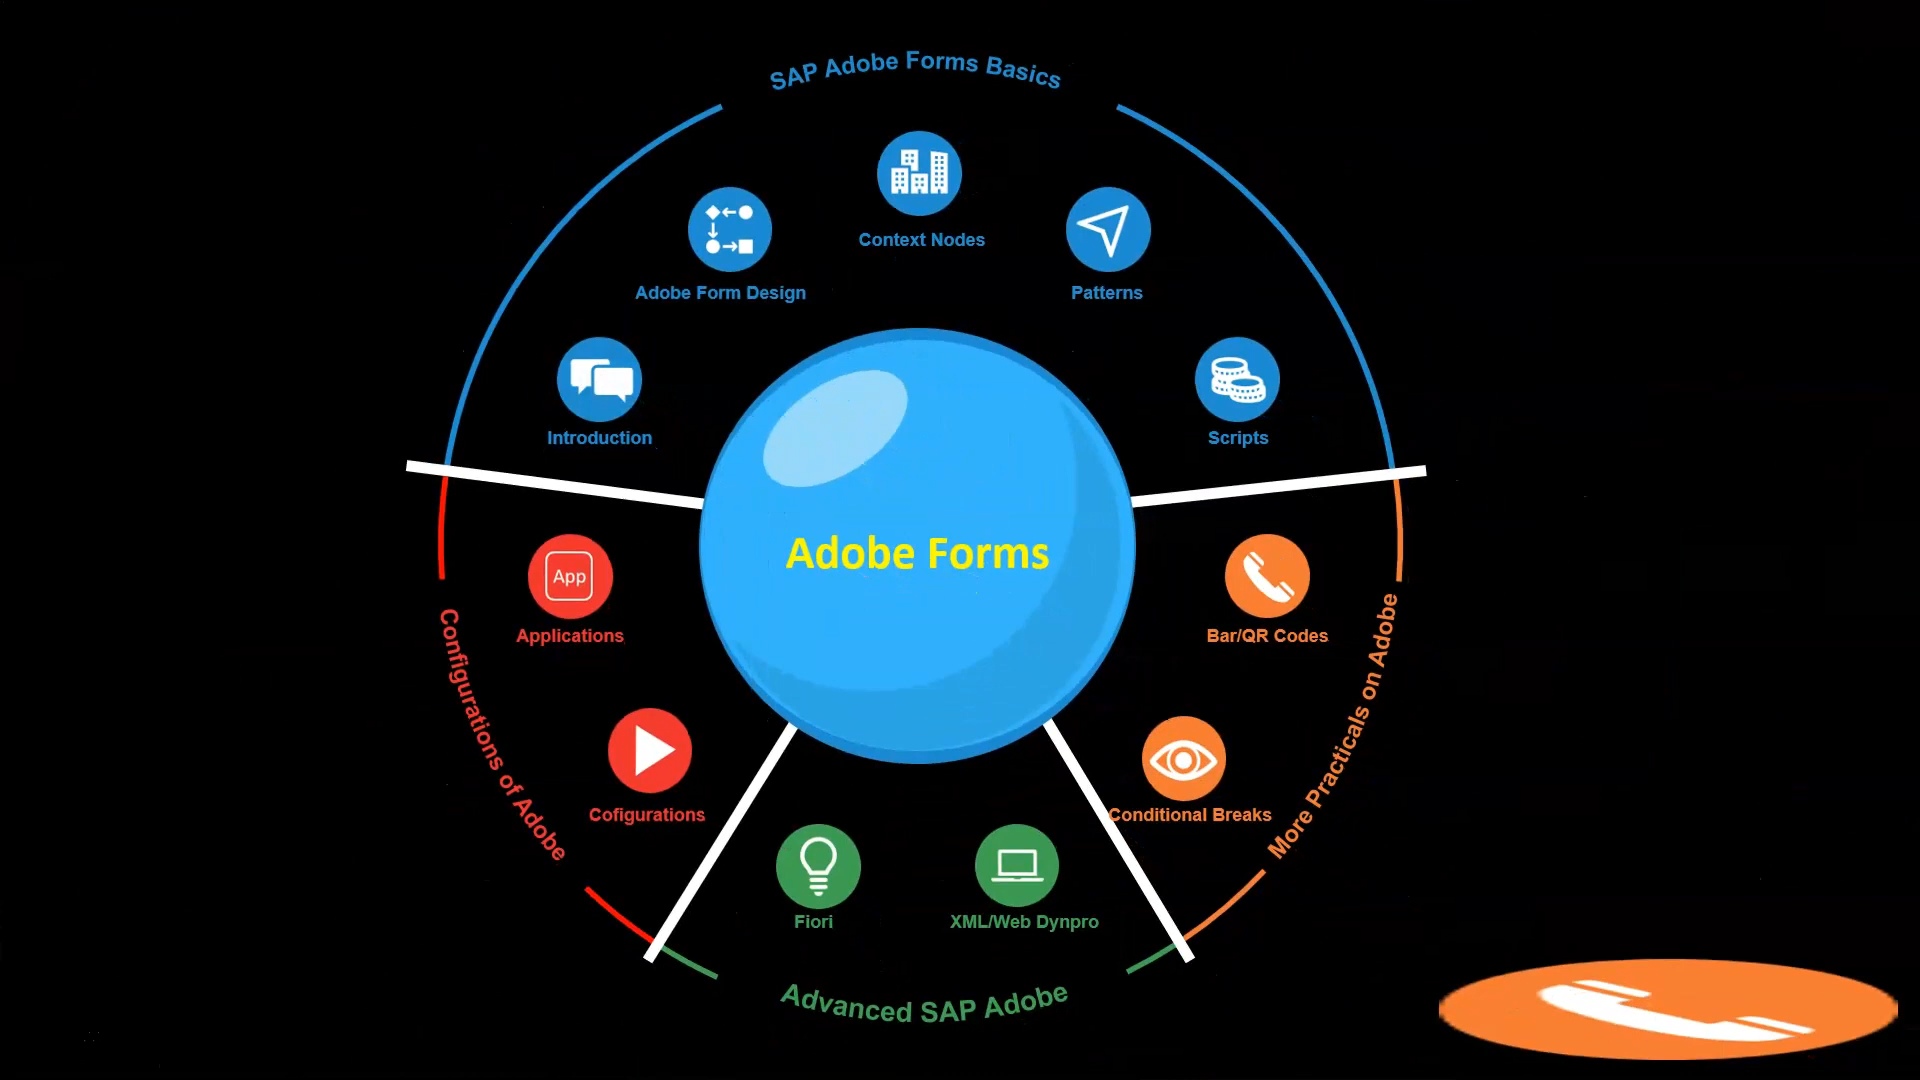 SAP Adobe Forms Basics
Context Nodes
Adobe Form Design
Patterns
Introduction
Scripts
Adobe Forms
App
Applications
Bar/QR Codes
Configurations of Adobe
More Practicals on Adobe
Cofigurations
Conditional Breaks
Fiori
XML/Web Dynpro
Advanced SAP Adobe